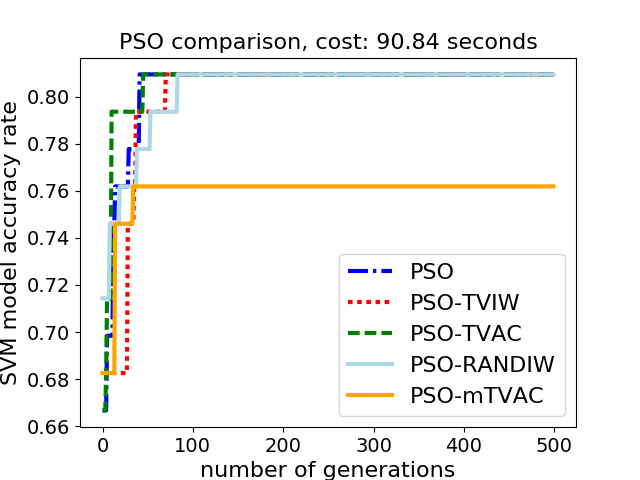 PSO comparison, cost: 90.84 seconds
SVM model accuracy rate
0.80
0.78
0.76
0.74
0.72
0.70
0.68
0.66
PSO
PSO-TVIW
PSO-TVAC
PSO-RANDIW
PSO-mTVAC
0 100 200 300 400 500
number of generations